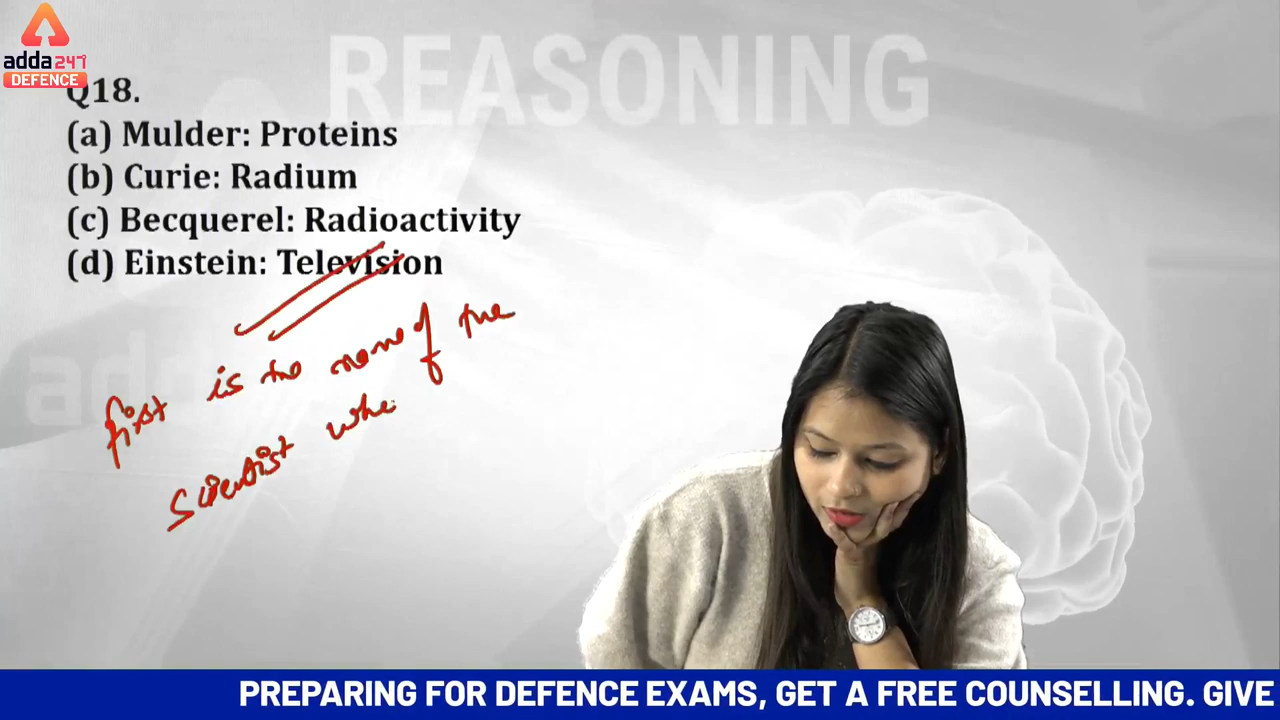 REASONING
adda247
DEFENCE
Q18.
(a) Mulder: Proteins
(b) Curie: Radium
(c) Becquerel: Radioactivity
(d) Einstein: Television
first is the name of the
scientist who
PREPARING FOR DEFENCE EXAMS, GET A FREE COUNSELLING. GIVE